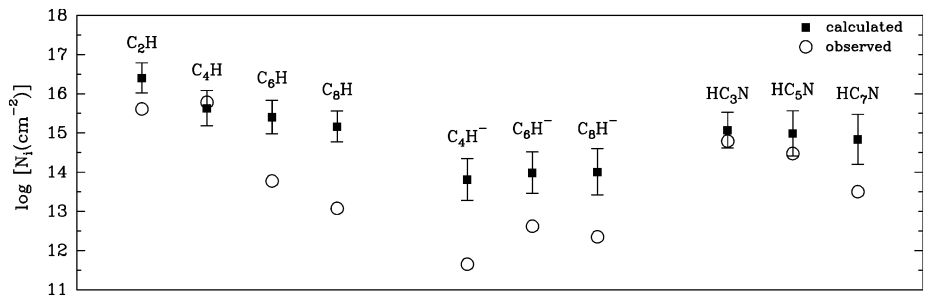 18
17
16
15
14
13
12
11
log [Nᵢ(cm⁻²)]
C₂H
C₄H
C₆H
C₈H
C₄H⁻
C₆H⁻
C₈H⁻
HC₃N
HC₅N
HC₇N
calculated
observed